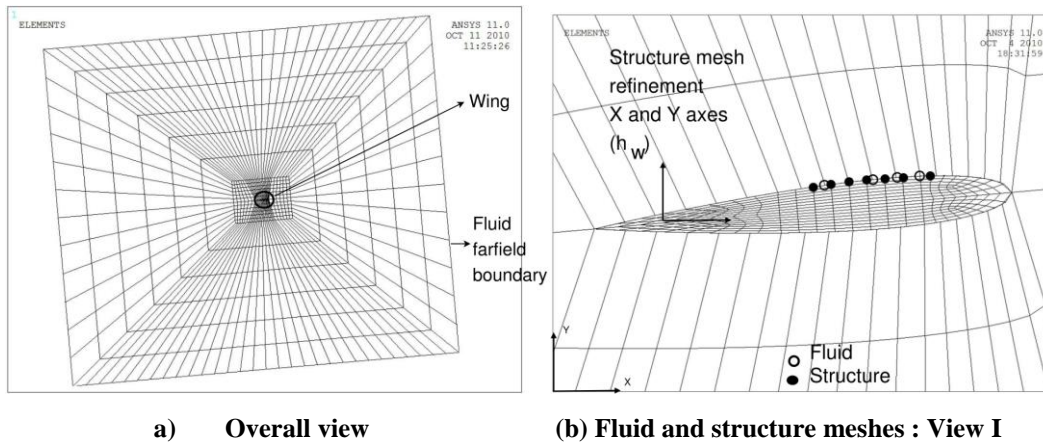 1
ELEMENTS
ANSYS 11.0
OCT 11 2010
11:25:26
Wing
Fluid
farfield
boundary
a) Overall view
ELEMENTS
ANSYS 11.0
OCT 4 2010
18:31:59
Structure mesh
refinement
X and Y axes
(h w)
Y
X
Fluid
Structure
(b) Fluid and structure meshes : View I